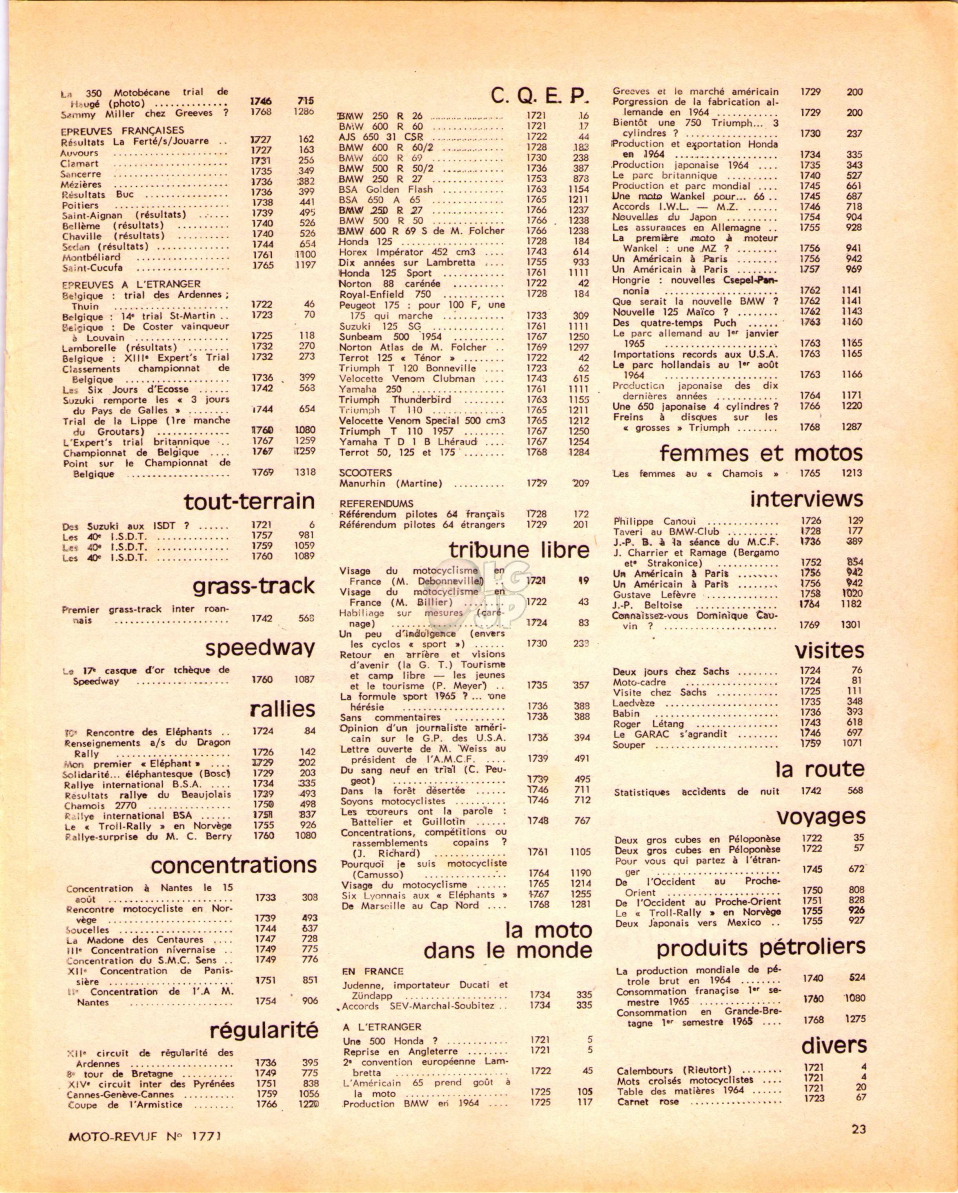 La 350 Motobécane trial de
Haugé (photo) .............. 1746 715
Sammy Miller chez Greeves ? 1768 1286
EPREUVES FRANÇAISES
Résultats La Ferté/s/Jouarre .. 1727 162
Auvours .................... 1727 163
Clamart .................... 1731 256
Sancerre ................... 1735 349
Mézières ................... 1736 382
Résultats Buc .............. 1736 399
Poitiers ................... 1738 441
Saint-Aignan (résultats) ...... 1739 495
Bellème (résultats) ......... 1740 526
Chaville (résultats) ......... 1740 526
Sedan (résultats) ........... 1744 654
Montbéliard ................ 1761 1100
Saint-Cucufa ............... 1765 1197
EPREUVES A L'ETRANGER
Belgique : trial des Ardennes ;
Thuin .................... 1722 46
Belgique : 14e trial St-Martin .. 1723 70
Belgique : De Coster vainqueur
à Louvain ................ 1725 118
Lamborelle (résultats) ........ 1732 270
Belgique : XIIIe Expert's Trial 1732 273
Classements championnat de
Belgique ................. 1736 399
Les Six Jours d'Ecosse ...... 1742 563
Suzuki remporte les « 3 jours
du Pays de Galles » ........ 1744 654
Trial de la Lippe (1re manche
du Groutars) .............. 1760 1080
L'Expert's trial britannique .. 1767 1259
Championnat de Belgique .... 1767 1259
Point sur le Championnat de
Belgique ................. 1769 1318
tout-terrain
Des Suzuki aux ISDT ? ...... 1721 6
Les 40e I.S.D.T. ............ 1757 981
Les 40e I.S.D.T. ............ 1759 1059
Les 40e I.S.D.T. ............ 1760 1089
grass-track
Premier grass-track inter roan-
nais ..................... 1742 563
speedway
Le 17e casque d'or tchèque de
Speedway ................ 1760 1087
rallies
Rencontre des Eléphants .. 1724 84
Renseignements a/s du Dragon
Rally .................... 1726 142
Mon premier « Eléphant » .... 1729 202
Solidarité... éléphantesque (Bosc) 1729 203
Rallye international B.S.A. .... 1734 335
Résultats rallye du Beaujolais 1739 493
Chamois 2770 .............. 1750 498
Rallye international BSA ...... 1751 837
Le « Troll-Rally » en Norvège 1755 926
Rallye-surprise du M. C. Berry 1760 1080
concentrations
Concentration à Nantes le 15
août ..................... 1733 308
Rencontre motocycliste en Nor-
vège ..................... 1739 493
Soucelles .................. 1744 637
La Madone des Centaures .... 1747 728
IIIe Concentration nivernaise .. 1749 775
Concentration du S.M.C. Sens .. 1749 776
XIIe Concentration de Panis-
sière ..................... 1751 851
Concentration de l'A M.
Nantes ................... 1754 906
régularité
XIIe circuit de régularité des
Ardennes ................. 1736 395
8e tour de Bretagne .......... 1749 775
XIVe circuit inter des Pyrénées 1751 838
Cannes-Genève-Cannes ........ 1759 1056
Coupe de l'Armistice ........ 1766 1220
C. Q. E. P.
BMW 250 R 26 .............. 1721 16
BMW 600 R 60 .............. 1721 17
AJS 650 31 CSR ............ 1722 44
BMW 600 R 60/2 ............ 1728 183
BMW 600 R 69 .............. 1730 238
BMW 500 R 50/2 ............ 1736 387
BMW 250 R 27 .............. 1753 878
BSA Golden Flash ............ 1763 1154
BSA 650 A 65 .............. 1765 1211
BMW 250 R 27 .............. 1766 1237
BMW 500 R 50 .............. 1766 1238
BMW 600 R 69 S de M. Folcher 1766 1238
Honda 125 .................. 1728 184
Horex Impérator 452 cm3 .... 1743 614
Dix années sur Lambretta .... 1755 933
Honda 125 Sport ............ 1761 1111
Norton 88 carénée .......... 1722 42
Royal-Enfield 750 ............ 1728 184
Peugeot 175 : pour 100 F, une
175 qui marche ............ 1733 309
Suzuki 125 SG .............. 1761 1111
Sunbeam 500 1954 .......... 1767 1250
Norton Atlas de M. Folcher .. 1769 1297
Terrot 125 « Ténor » ........ 1722 42
Triumph T 120 Bonneville .... 1723 62
Velocette Venom Clubman .... 1743 615
Yamaha 250 ................ 1761 1111
Triumph Thunderbird ........ 1763 1155
Triumph T 110 ............ 1765 1211
Velocette Venom Special 500 cm3 1765 1212
Triumph T 110 1957 ........ 1767 1250
Yamaha T D 1 B Lhéraud .... 1767 1254
Terrot 50, 125 et 175 ........ 1768 1284
SCOOTERS
Manurhin (Martine) .......... 1729 209
REFERENDUMS
Référendum pilotes 64 français 1728 172
Référendum pilotes 64 étrangers 1729 201
tribune libre
Visage du motocyclisme en
France (M. Debonneville) .. 1721 19
Visage du motocyclisme en
France (M. Billier) ........ 1722 43
Habillage sur mesures (caré-
nage) .................... 1724 83
Un peu d'indulgence (envers
les cyclos « sport ») ........ 1730 233
Retour en arrière et visions
d'avenir (la G. T.) Tourisme
et camp libre — les jeunes
et le tourisme (P. Meyer) .. 1735 357
La formule sport 1965 ? ... une
hérésie .................. 1736 388
Sans commentaires .......... 1736 388
Opinion d'un journaliste améri-
cain sur le G.P. des U.S.A. 1736 394
Lettre ouverte de M. Weiss au
président de l'A.M.C.F. .... 1739 491
Du sang neuf en trial (C. Peu-
geot) .................... 1739 495
Dans la forêt désertée ...... 1746 711
Soyons motocyclistes ........ 1746 712
Les coureurs ont la parole :
Battelier et Guillotin ...... 1748 767
Concentrations, compétitions ou
rassemblements copains ?
(J. Richard) .............. 1761 1105
Pourquoi je suis motocycliste
(Camusso) ................ 1764 1190
Visage du motocyclisme ...... 1765 1214
Six Lyonnais aux « Eléphants » 1767 1255
De Marseille au Cap Nord .... 1768 1281
la moto
dans le monde
EN FRANCE
Judenne, importateur Ducati et
Zündapp .................. 1734 335
Accords SEV-Marchal-Soubitez .. 1734 335
A L'ETRANGER
Une 500 Honda ? ............ 1721 5
Reprise en Angleterre ........ 1721 5
2e convention européenne Lam-
bretta .................... 1722 45
L'Américain 65 prend goût à
la moto .................. 1725 105
Production BMW en 1964 .... 1725 117
Greeves et le marché américain 1729 200
Porgression de la fabrication al-
lemande en 1964 .......... 1729 200
Bientôt une 750 Triumph... 3
cylindres ? ................ 1730 237
Production et exportation Honda
en 1964 .................. 1734 335
Production japonaise 1964 .... 1735 343
Le parc britannique .......... 1740 527
Production et parc mondial .... 1745 661
Une moto Wankel pour... 66 .. 1745 687
Accords I.W.L. — M.Z. ...... 1746 718
Nouvelles du Japon .......... 1754 904
Les assurances en Allemagne .. 1755 928
La première moto à moteur
Wankel : une MZ ? ........ 1756 941
Un Américain à Paris ........ 1756 942
Un Américain à Paris ........ 1757 969
Hongrie : nouvelles Csepel-Pan-
nonia .................... 1762 1141
Que serait la nouvelle BMW ? 1762 1141
Nouvelle 125 Maïco ? ........ 1762 1143
Des quatre-temps Puch ...... 1763 1160
Le parc allemand au 1er janvier
1965 .................... 1763 1165
Importations records aux U.S.A. 1763 1165
Le parc hollandais au 1er août
1964 .................... 1763 1166
Production japonaise des dix
dernières années .......... 1764 1171
Une 650 japonaise 4 cylindres ? 1766 1220
Freins à disques sur les
« grosses » Triumph ........ 1768 1287
femmes et motos
Les femmes au « Chamois » 1765 1213
interviews
Philippe Canoui ............ 1726 129
Taveri au BMW-Club ........ 1728 177
J.-P. B. à la séance du M.C.F. 1736 389
J. Charrier et Ramage (Bergamo
et Strakonice) ............ 1752 854
Un Américain à Paris ........ 1756 942
Un Américain à Paris ........ 1756 942
Gustave Lefèvre ............ 1758 1020
J.-P. Beltoise .............. 1764 1182
Connaissez-vous Dominique Cau-
vin ? .................... 1769 1301
visites
Deux jours chez Sachs ........ 1724 76
Moto-cadre ................ 1724 81
Visite chez Sachs ............ 1725 111
Laedvèze .................. 1735 348
Babin ...................... 1736 393
Roger Létang .............. 1743 618
Le GARAC s'agrandit ........ 1746 697
Souper .................... 1759 1071
la route
Statistiques accidents de nuit 1742 568
voyages
Deux gros cubes en Péloponèse 1722 35
Deux gros cubes en Péloponèse 1722 57
Pour vous qui partez à l'étran-
ger ...................... 1745 672
De l'Occident au Proche-
Orient .................... 1750 808
De l'Occident au Proche-Orient 1751 828
Le « Troll-Rally » en Norvège 1755 926
Deux Japonais vers Mexico .. 1755 927
produits pétroliers
La production mondiale de pé-
trole brut en 1964 ........ 1740 524
Consommation franaçise 1er se-
mestre 1965 .............. 1760 1080
Consommation en Grande-Bre-
tagne 1er semestre 1965 .... 1768 1275
divers
Calembours (Rieutort) ........ 1721 4
Mots croisés motocyclistes .... 1721 4
Table des matières 1964 ...... 1721 20
Carnet rose ................ 1723 67
MOTO-REVUE No 1771
23